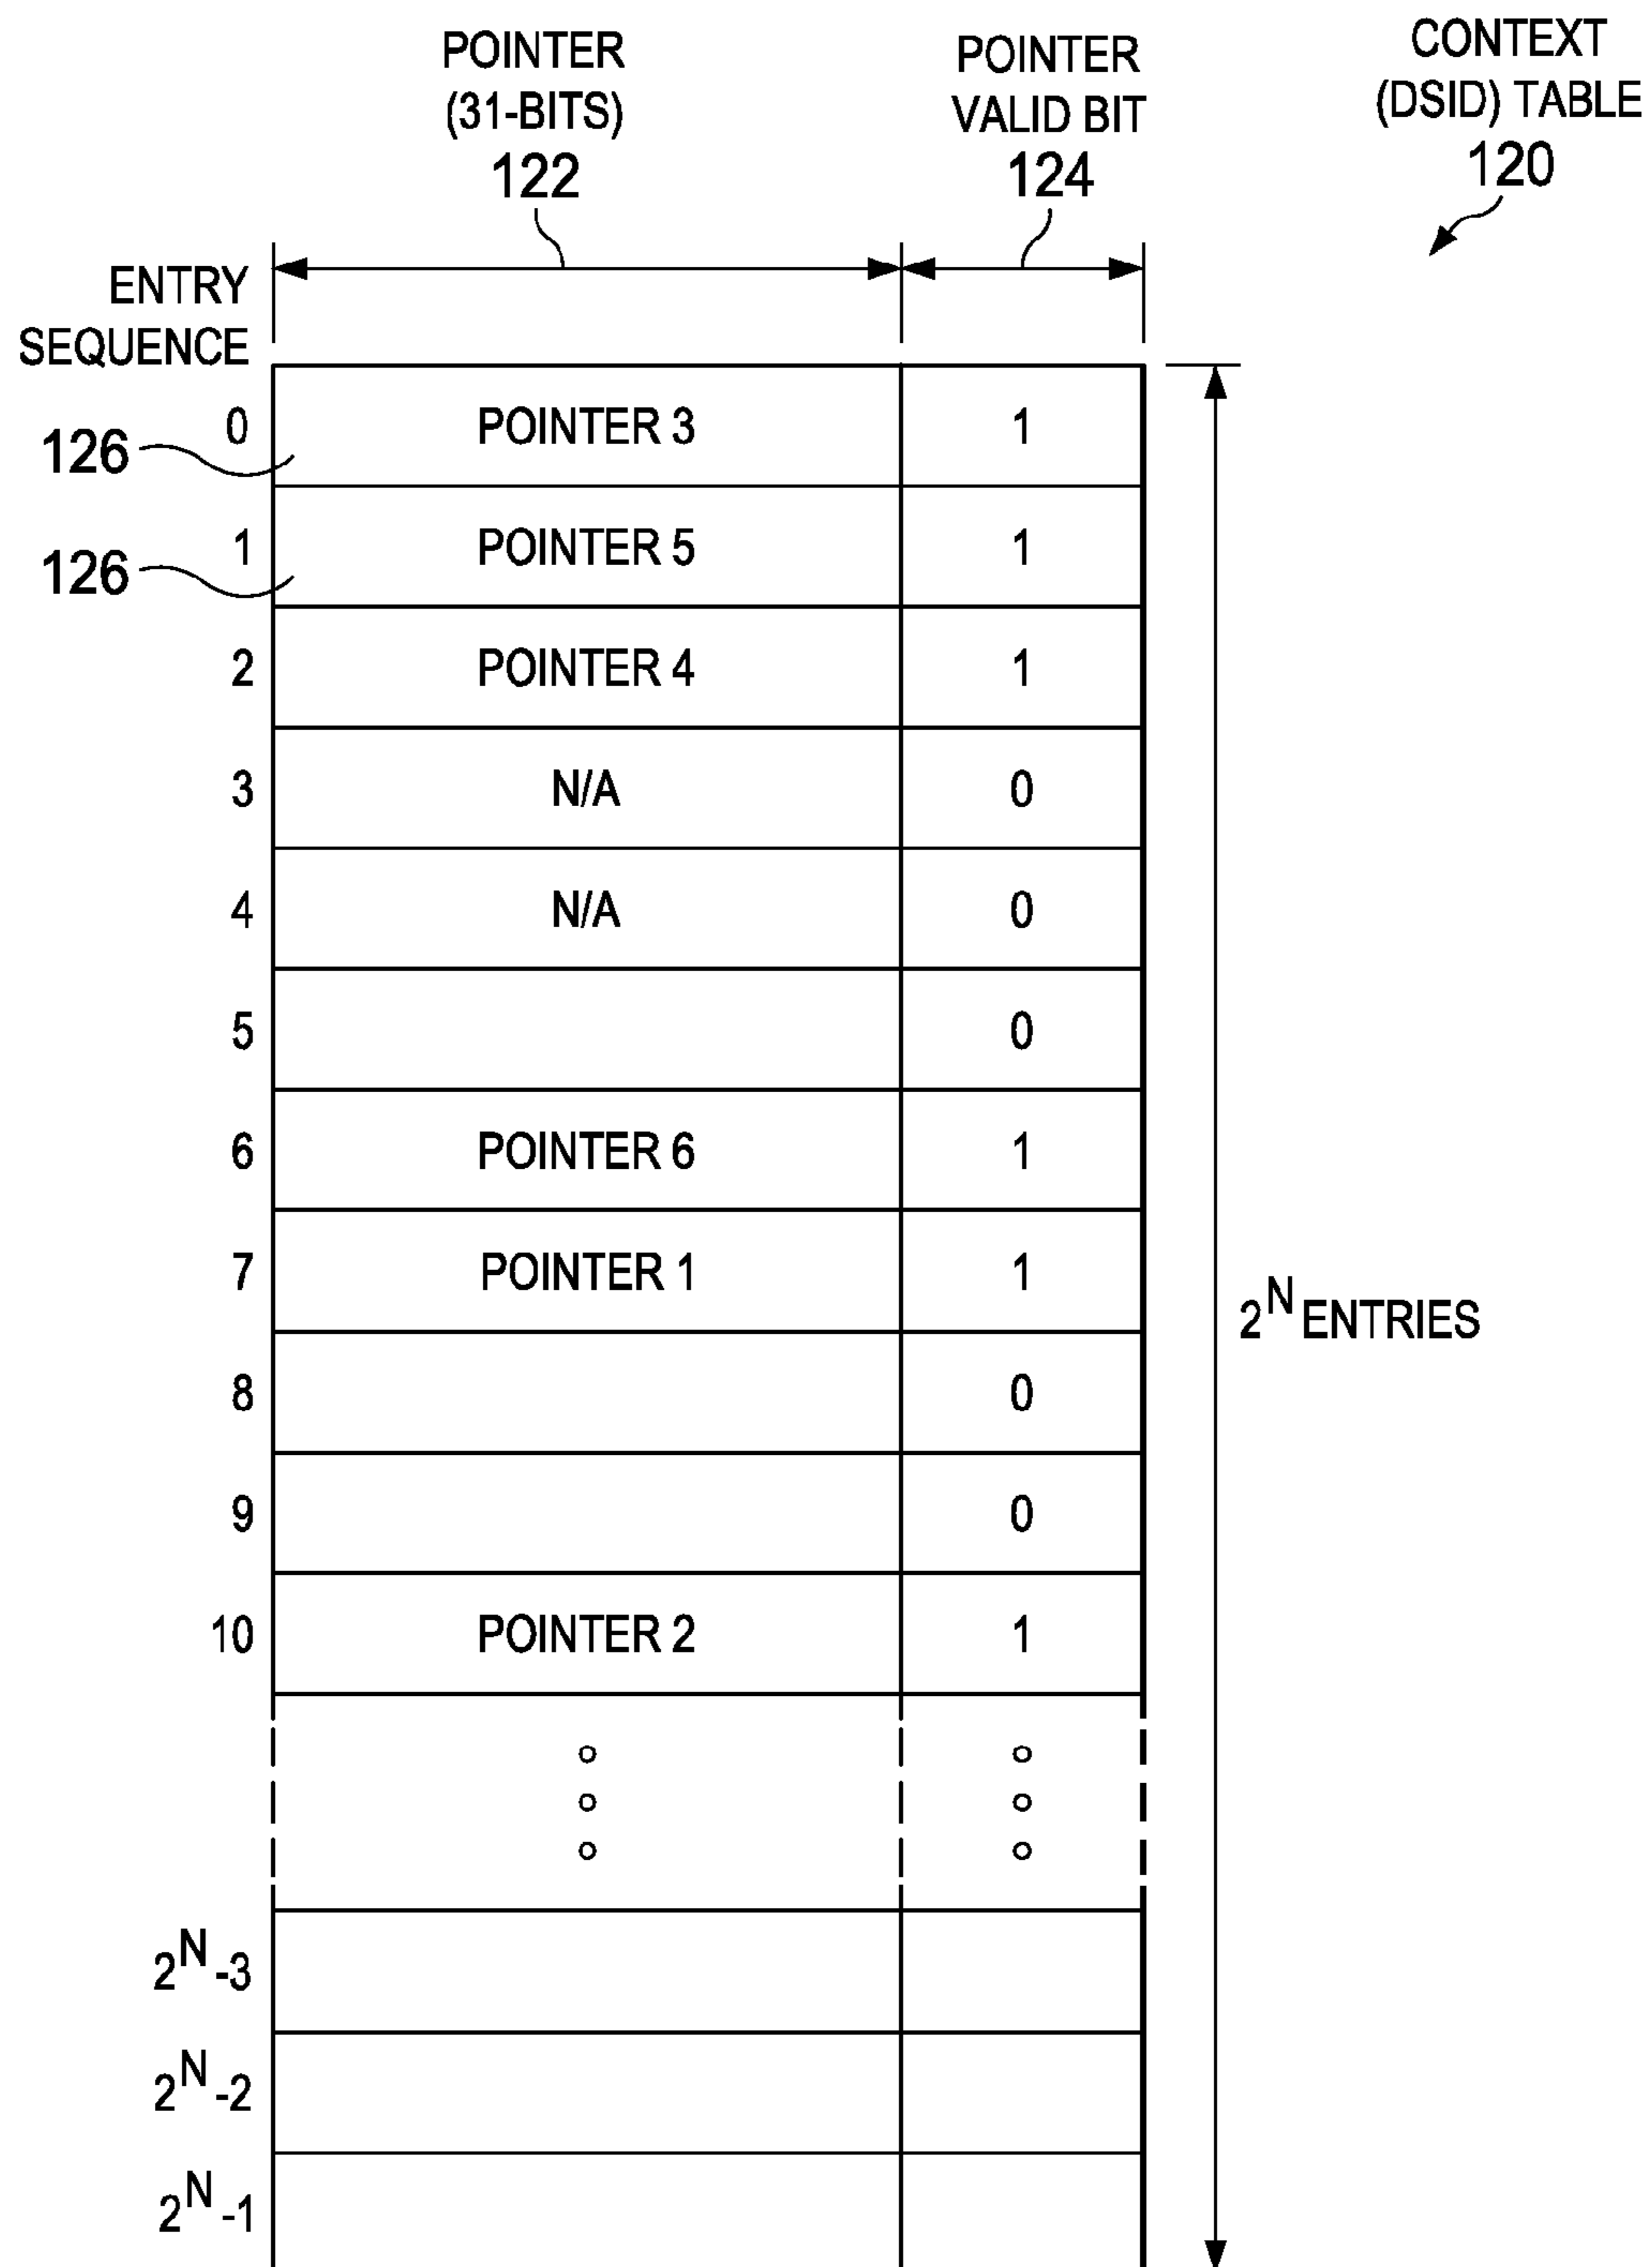 POINTER
(31-BITS)
122
POINTER
VALID BIT
124
CONTEXT
(DSID) TABLE
120
ENTRY
SEQUENCE
0 POINTER 3 1
126
1 POINTER 5 1
126
2 POINTER 4 1
3 N/A 0
4 N/A 0
5 0
6 POINTER 6 1
7 POINTER 1 1
2^N ENTRIES
8 0
9 0
10 POINTER 2 1
2^N-3
2^N-2
2^N-1